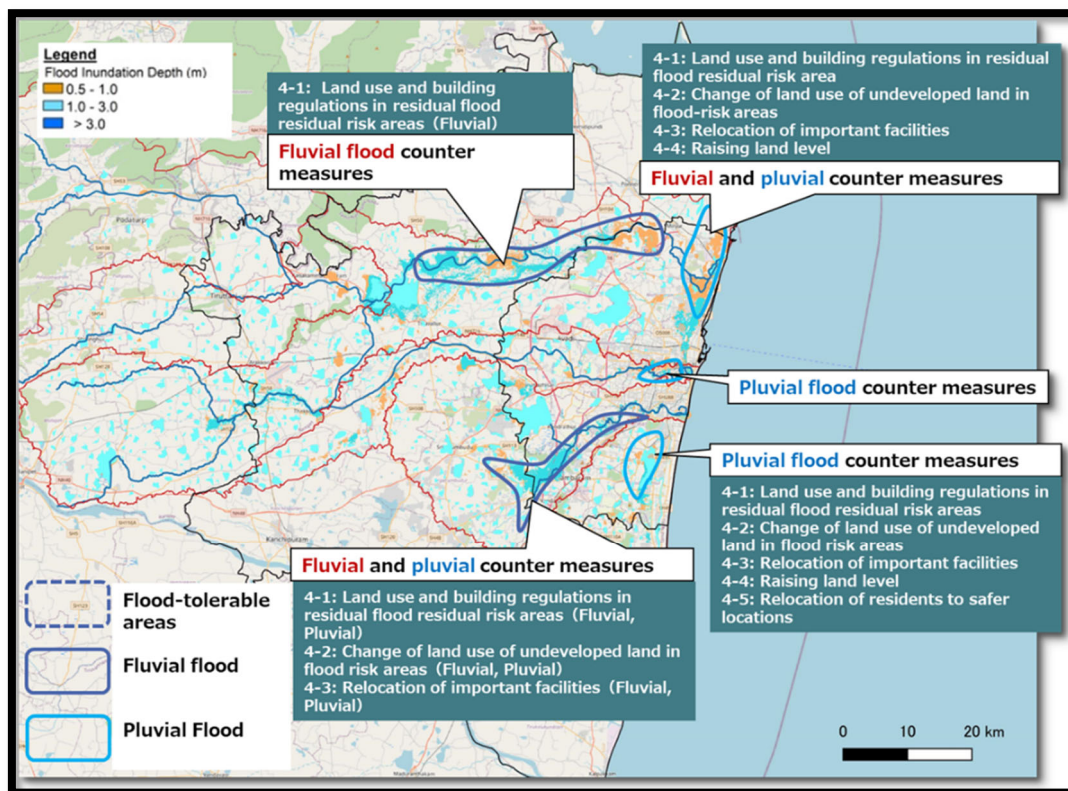 Legend
Flood Inundation Depth (m)
0.5 - 1.0
1.0 - 3.0
> 3.0
4-1: Land use and building
regulations in residual flood
residual risk areas (Fluvial)
Fluvial flood counter
measures
4-1: Land use and building regulations in residual
flood residual risk area
4-2: Change of land use of undeveloped land in
flood-risk areas
4-3: Relocation of important facilities
4-4: Raising land level
Fluvial and pluvial counter measures
Pluvial flood counter measures
Pluvial flood counter measures
4-1: Land use and building regulations in
residual flood residual risk areas
4-2: Change of land use of undeveloped
land in flood risk areas
4-3: Relocation of important facilities
4-4: Raising land level
4-5: Relocation of residents to safer
locations
Fluvial and pluvial counter measures
4-1: Land use and building regulations in
residual flood residual risk areas (Fluvial,
Pluvial)
4-2: Change of land use of undeveloped land in
flood risk areas (Fluvial, Pluvial)
4-3: Relocation of important facilities (Fluvial,
Pluvial)
Kanchipuram
Flood-tolerable
areas
Fluvial flood
Pluvial Flood
0 10 20 km